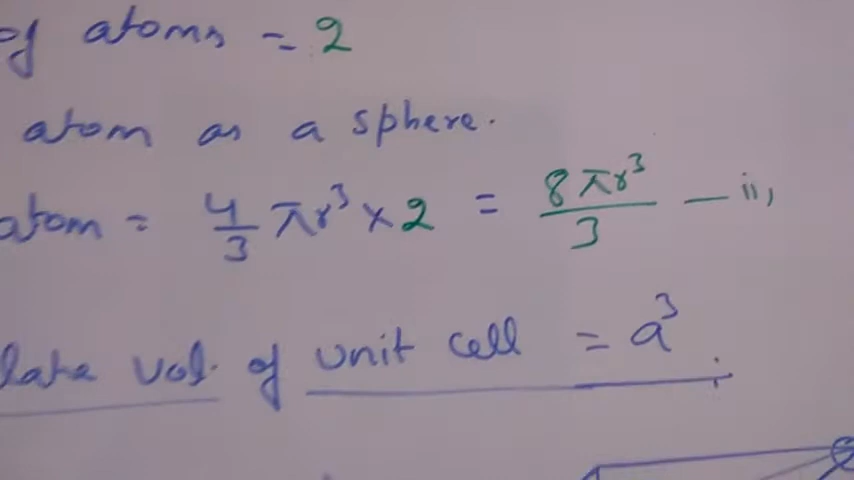 of atoms = 2
atom as a sphere.
atom = 4/3 πr³ × 2 = 8πr³/3 — ii,
late vol. of unit cell = a³